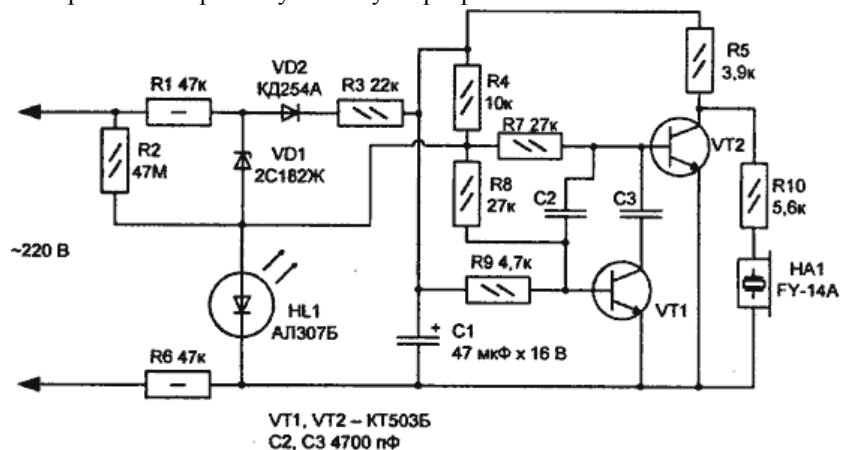 VD2
КД254А
R1 47к
R3 22к
R5
3,9к
R4
10к
R7 27к
R2
47М
VD1
2С182Ж
VT2
R8
27к
C2
C3
R10
5,6к
~220 В
R9 4,7к
HA1
FY-14A
HL1
АЛ307Б
VT1
+
C1
47 мкФ х 16 В
R6 47к
VT1, VT2 – КТ503Б
C2, C3 4700 пФ